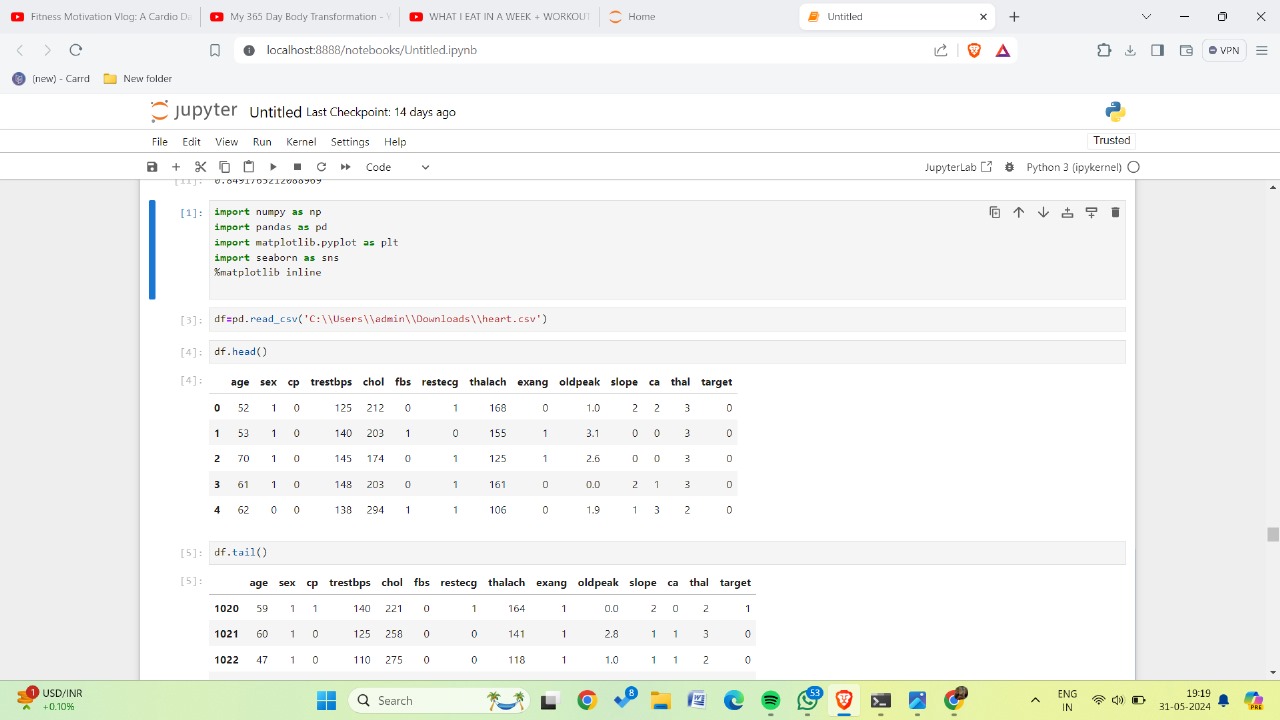 Fitness Motivation Vlog: A Cardio Da
My 365 Day Body Transformation - Y
WHAT I EAT IN A WEEK + WORKOUT
Home
Untitled
localhost:8888/notebooks/Untitled.ipynb
VPN
(new) - Carrd
New folder
jupyter Untitled Last Checkpoint: 14 days ago
File Edit View Run Kernel Settings Help
Trusted
Code
JupyterLab
Python 3 (ipykernel)
[1]:
import numpy as np
import pandas as pd
import matplotlib.pyplot as plt
import seaborn as sns
%matplotlib inline
[3]: df=pd.read_csv('C:\\Users\\admin\\Downloads\\heart.csv')
[4]: df.head()
[4]: age sex cp trestbps chol fbs restecg thalach exang oldpeak slope ca thal target
0 52 1 0 125 212 0 1 168 0 1.0 2 2 3 0
1 53 1 0 140 203 1 0 155 1 3.1 0 0 3 0
2 70 1 0 145 174 0 1 125 1 2.6 0 0 3 0
3 61 1 0 148 203 0 1 161 0 0.0 2 1 3 0
4 62 0 0 138 294 1 1 106 0 1.9 1 3 2 0
[5]: df.tail()
[5]: age sex cp trestbps chol fbs restecg thalach exang oldpeak slope ca thal target
1020 59 1 1 140 221 0 1 164 1 0.0 2 0 2 1
1021 60 1 0 125 258 0 0 141 1 2.8 1 1 3 0
1022 47 1 0 110 275 0 0 118 1 1.0 1 1 2 0
1
USD/INR
+0.10%
Search
8
53
ENG
IN
19:19
31-05-2024
PRE